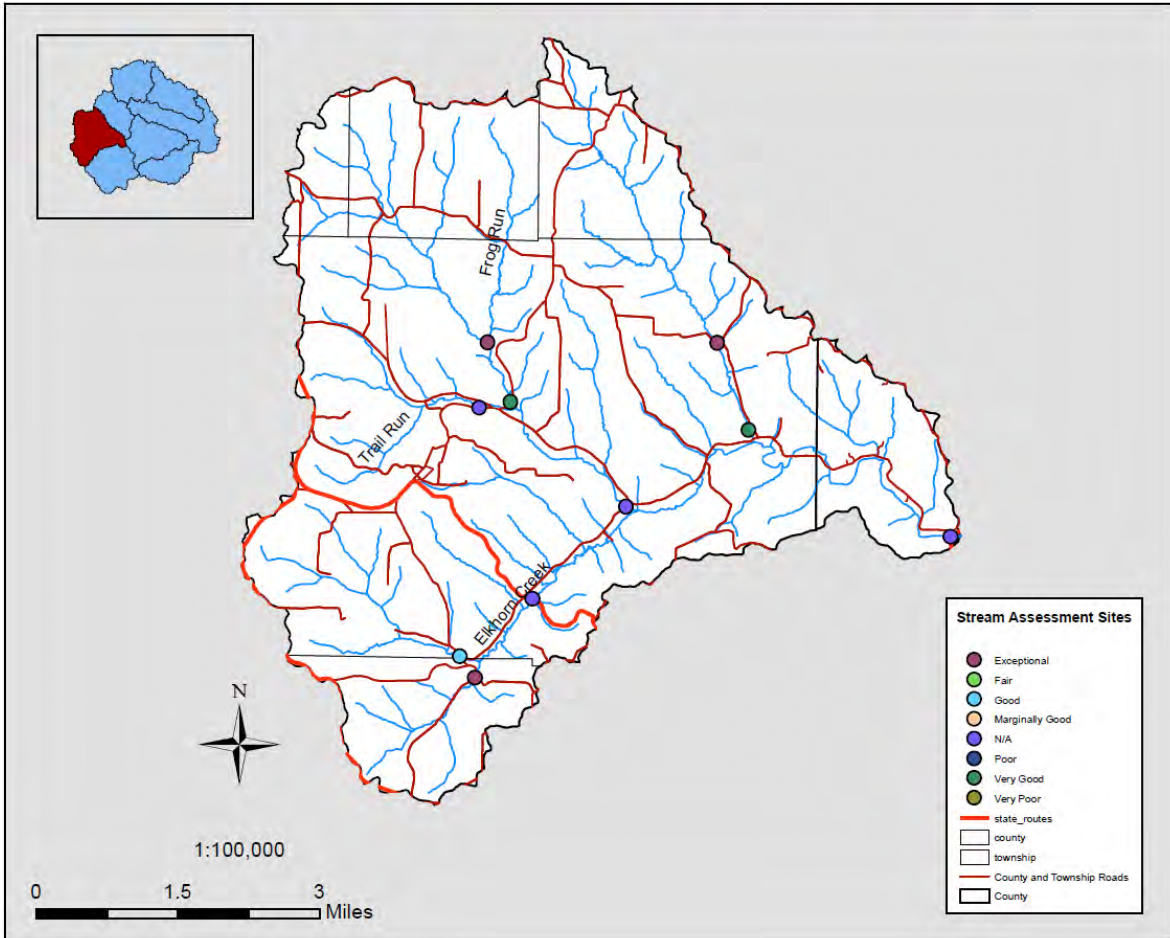 Frog Run
Trail Run
Elkhorn Creek
N
1:100,000
0 1.5 3
Miles
Stream Assessment Sites
Exceptional
Fair
Good
Marginally Good
N/A
Poor
Very Good
Very Poor
state_routes
county
township
County and Township Roads
County